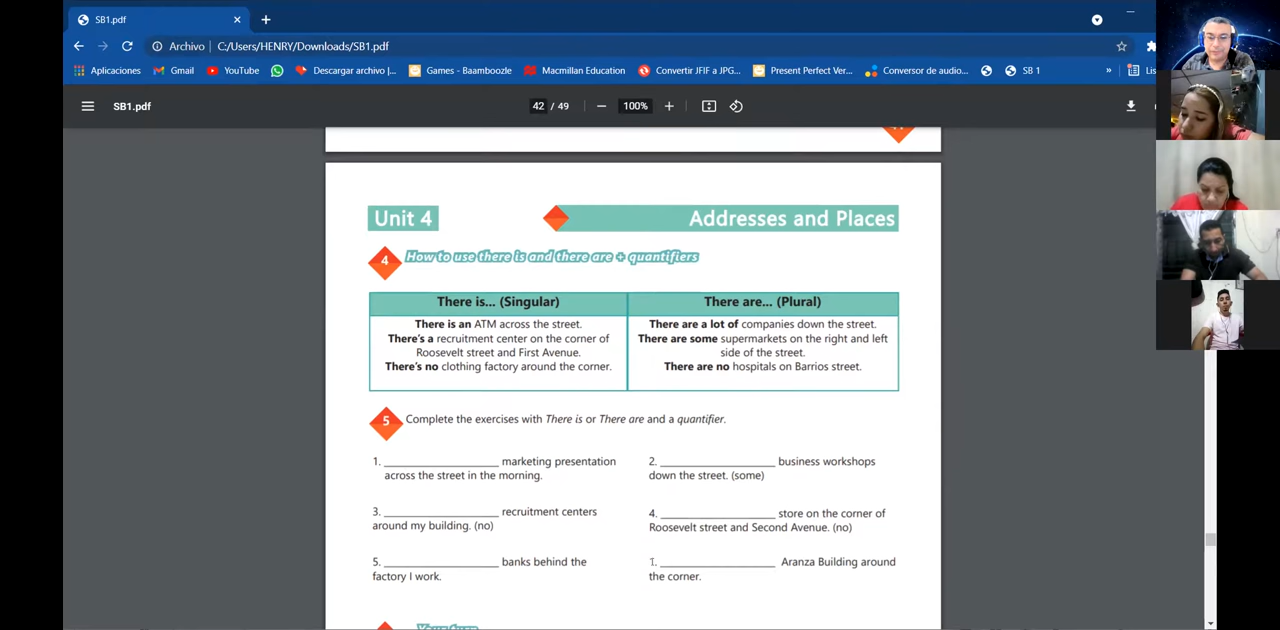 SB1.pdf
Archivo
C:/Users/HENRY/Downloads/SB1.pdf
Aplicaciones
Gmail
YouTube
Descargar archivo |...
Games - Baamboozle
Macmillan Education
Convertir JFIF a JPG...
Present Perfect Ver...
Conversor de audio...
SB 1
»
Lis
SB1.pdf
42 / 49
100%
Unit 4
Addresses and Places
4 How to use there is and there are + quantifiers
There is... (Singular)
There are... (Plural)
There is an ATM across the street.
There's a recruitment center on the corner of
Roosevelt street and First Avenue.
There's no clothing factory around the corner.
There are a lot of companies down the street.
There are some supermarkets on the right and left
side of the street.
There are no hospitals on Barrios street.
5 Complete the exercises with There is or There are and a quantifier.
1. ____________________ marketing presentation
across the street in the morning.
2. ____________________ business workshops
down the street. (some)
3. ____________________ recruitment centers
around my building. (no)
4. ____________________ store on the corner of
Roosevelt street and Second Avenue. (no)
5. ____________________ banks behind the
factory I work.
1. ____________________ Aranza Building around
the corner.